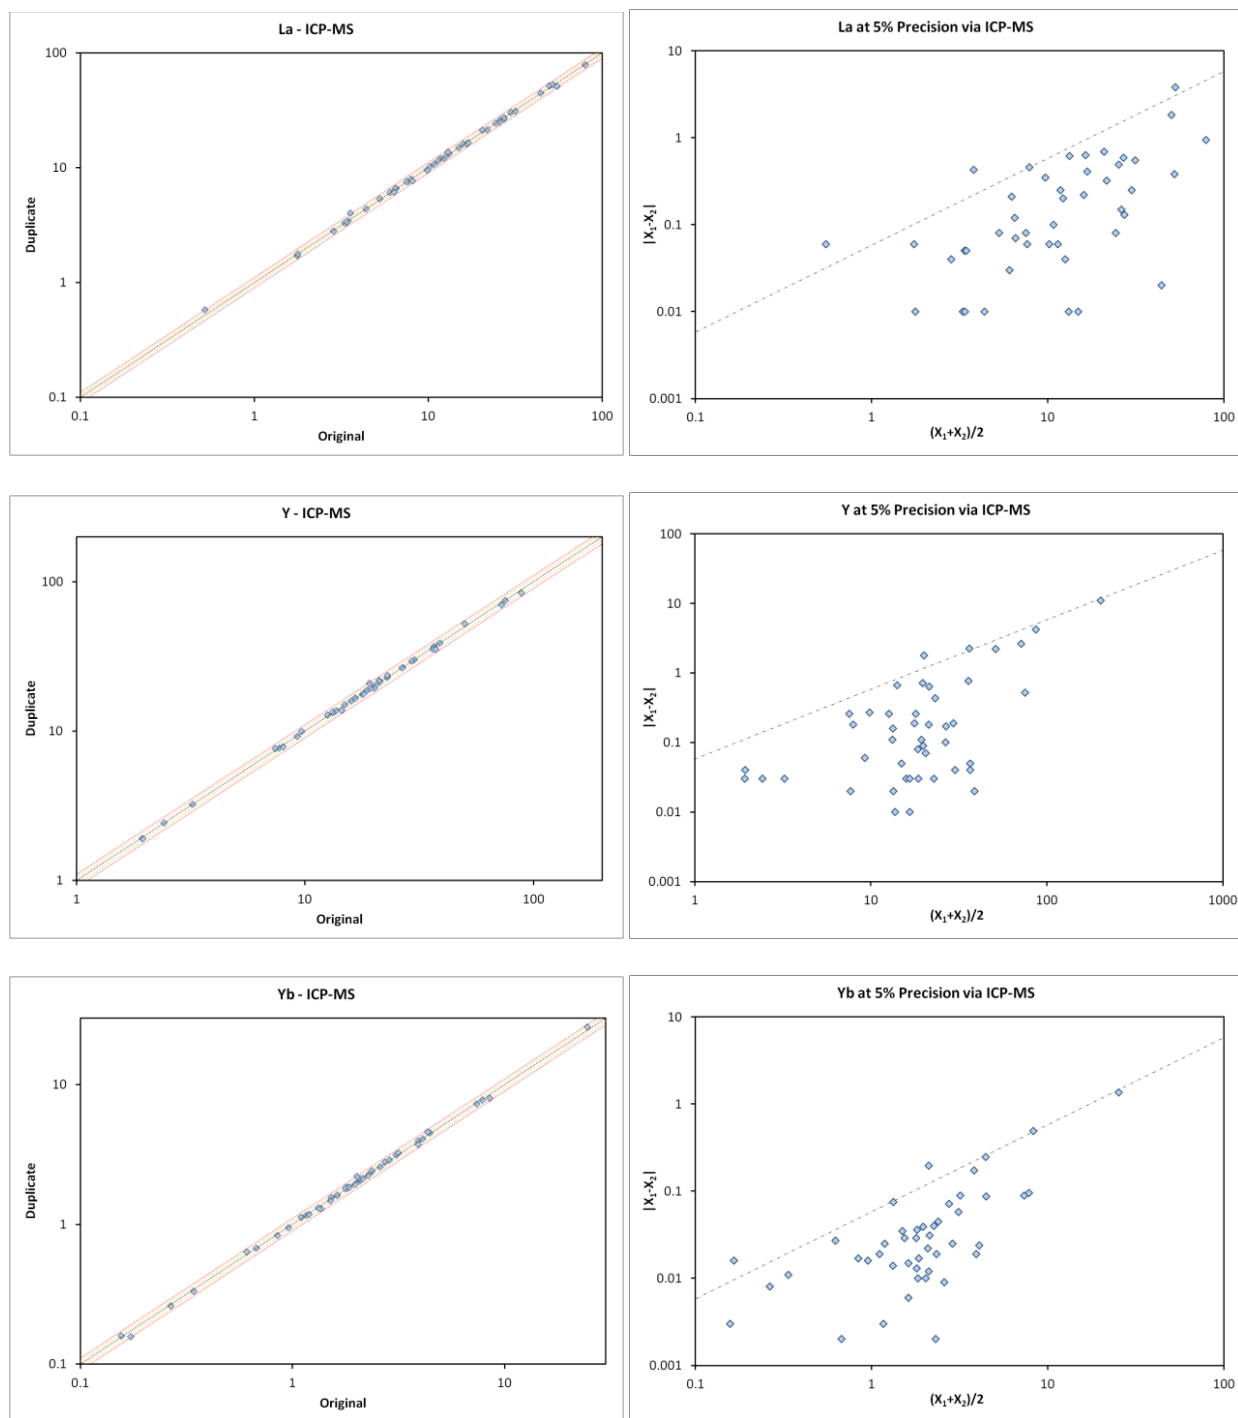 La - ICP-MS
100
10
1
0.1
0.1 1 10 100
Duplicate
Original
La at 5% Precision via ICP-MS
10
1
0.1
0.01
0.001
0.1 1 10 100
|X₁-X₂|
(X₁+X₂)/2
Y - ICP-MS
100
10
1
1 10 100
Duplicate
Original
Y at 5% Precision via ICP-MS
100
10
1
0.1
0.01
0.001
1 10 100 1000
|X₁-X₂|
(X₁+X₂)/2
Yb - ICP-MS
10
1
0.1
0.1 1 10
Duplicate
Original
Yb at 5% Precision via ICP-MS
10
1
0.1
0.01
0.001
0.1 1 10 100
|X₁-X₂|
(X₁+X₂)/2